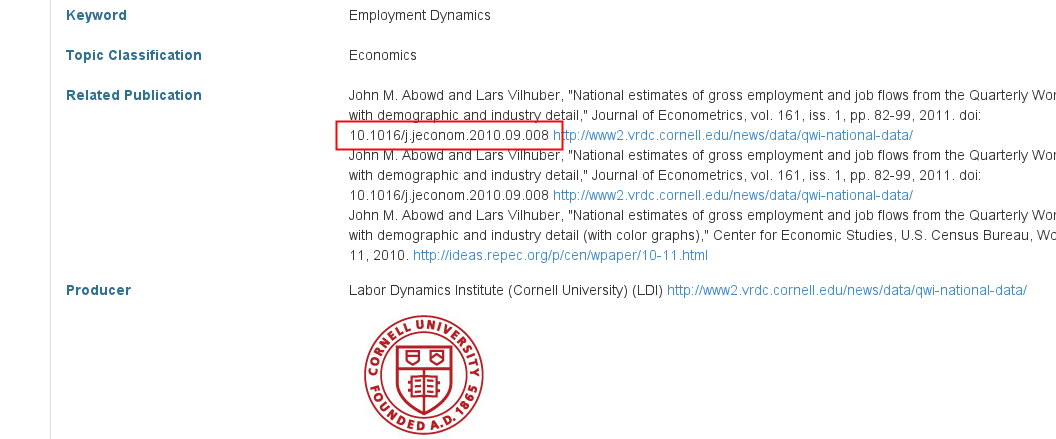 Keyword Employment Dynamics
Topic Classification Economics
Related Publication John M. Abowd and Lars Vilhuber, "National estimates of gross employment and job flows from the Quarterly Wor
with demographic and industry detail," Journal of Econometrics, vol. 161, iss. 1, pp. 82-99, 2011. doi:
10.1016/j.jeconom.2010.09.008 http://www2.vrdc.cornell.edu/news/data/qwi-national-data/
John M. Abowd and Lars Vilhuber, "National estimates of gross employment and job flows from the Quarterly Wor
with demographic and industry detail," Journal of Econometrics, vol. 161, iss. 1, pp. 82-99, 2011. doi:
10.1016/j.jeconom.2010.09.008 http://www2.vrdc.cornell.edu/news/data/qwi-national-data/
John M. Abowd and Lars Vilhuber, "National estimates of gross employment and job flows from the Quarterly Wor
with demographic and industry detail (with color graphs)," Center for Economic Studies, U.S. Census Bureau, Wo
11, 2010. http://ideas.repec.org/p/cen/wpaper/10-11.html
Producer Labor Dynamics Institute (Cornell University) (LDI) http://www2.vrdc.cornell.edu/news/data/qwi-national-data/
CORNELL UNIVERSITY
FOUNDED A.D. 1865